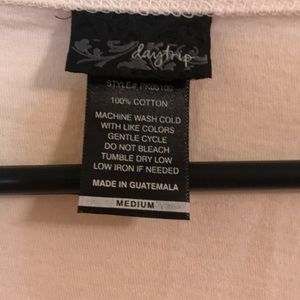 daytrip
STYLE# PK05100
100% COTTON
MACHINE WASH COLD
WITH LIKE COLORS
GENTLE CYCLE
DO NOT BLEACH
TUMBLE DRY LOW
LOW IRON IF NEEDED
MADE IN GUATEMALA
MEDIUM